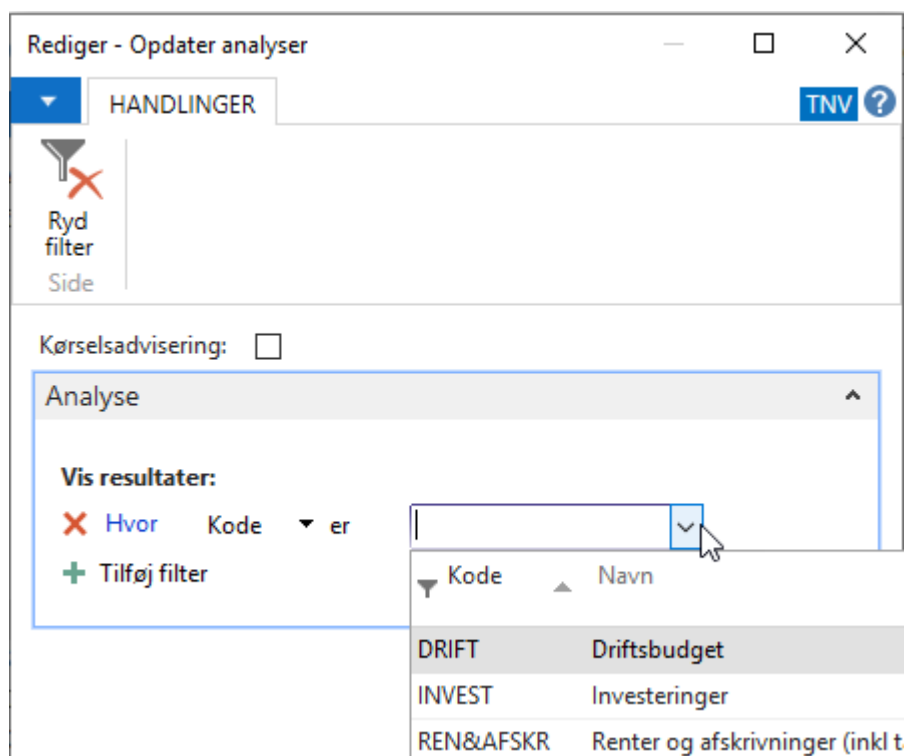 Rediger - Opdater analyser
HANDLINGER
TNV
Ryd
filter
Side
Kørselsadvisering:
Analyse
Vis resultater:
Hvor Kode er
Tilføj filter
Kode Navn
DRIFT Driftsbudget
INVEST Investeringer
REN&AFSKR Renter og afskrivninger (inkl t